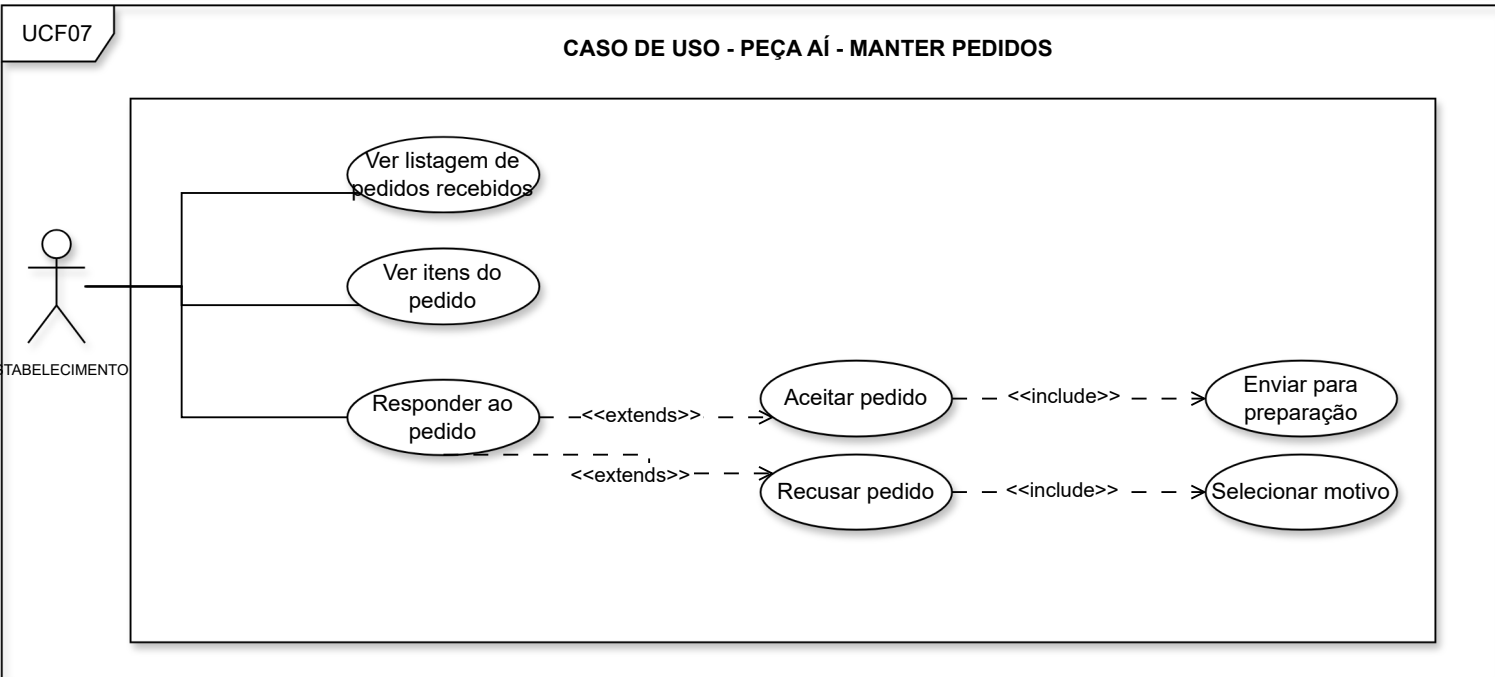 UCF07
CASO DE USO - PEÇA AÍ - MANTER PEDIDOS
Ver listagem de
pedidos recebidos
Ver itens do
pedido
TABELECIMENTO
Responder ao
pedido
<<extends>>
<<extends>>
Aceitar pedido
<<include>>
Enviar para
preparação
Recusar pedido
<<include>>
Selecionar motivo